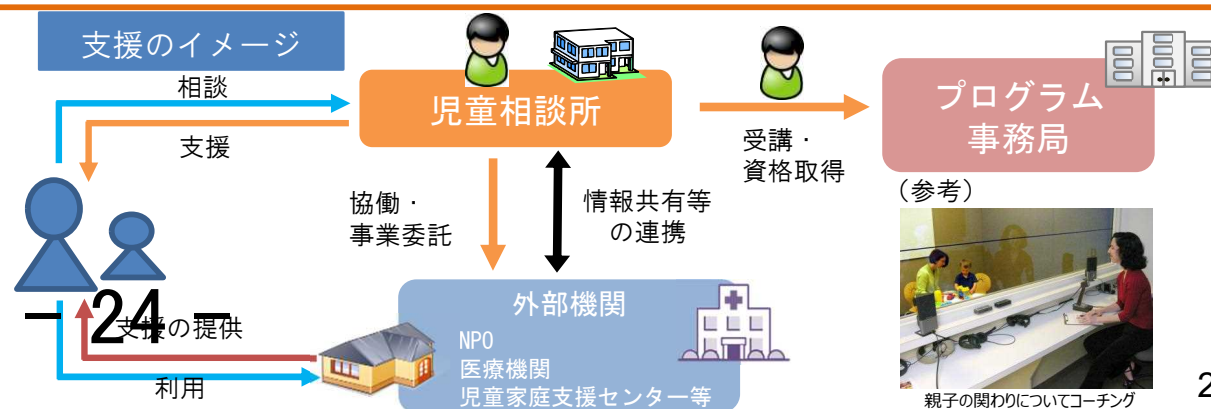 支援のイメージ
相談
支援
児童相談所
受講・
資格取得
プログラム
事務局
(参考)
協働・
事業委託
情報共有等
の連携
外部機関
NPO
医療機関
児童家庭支援センター等
－ 24 －
支援の提供
利用
親子の関わりについてコーチング
2